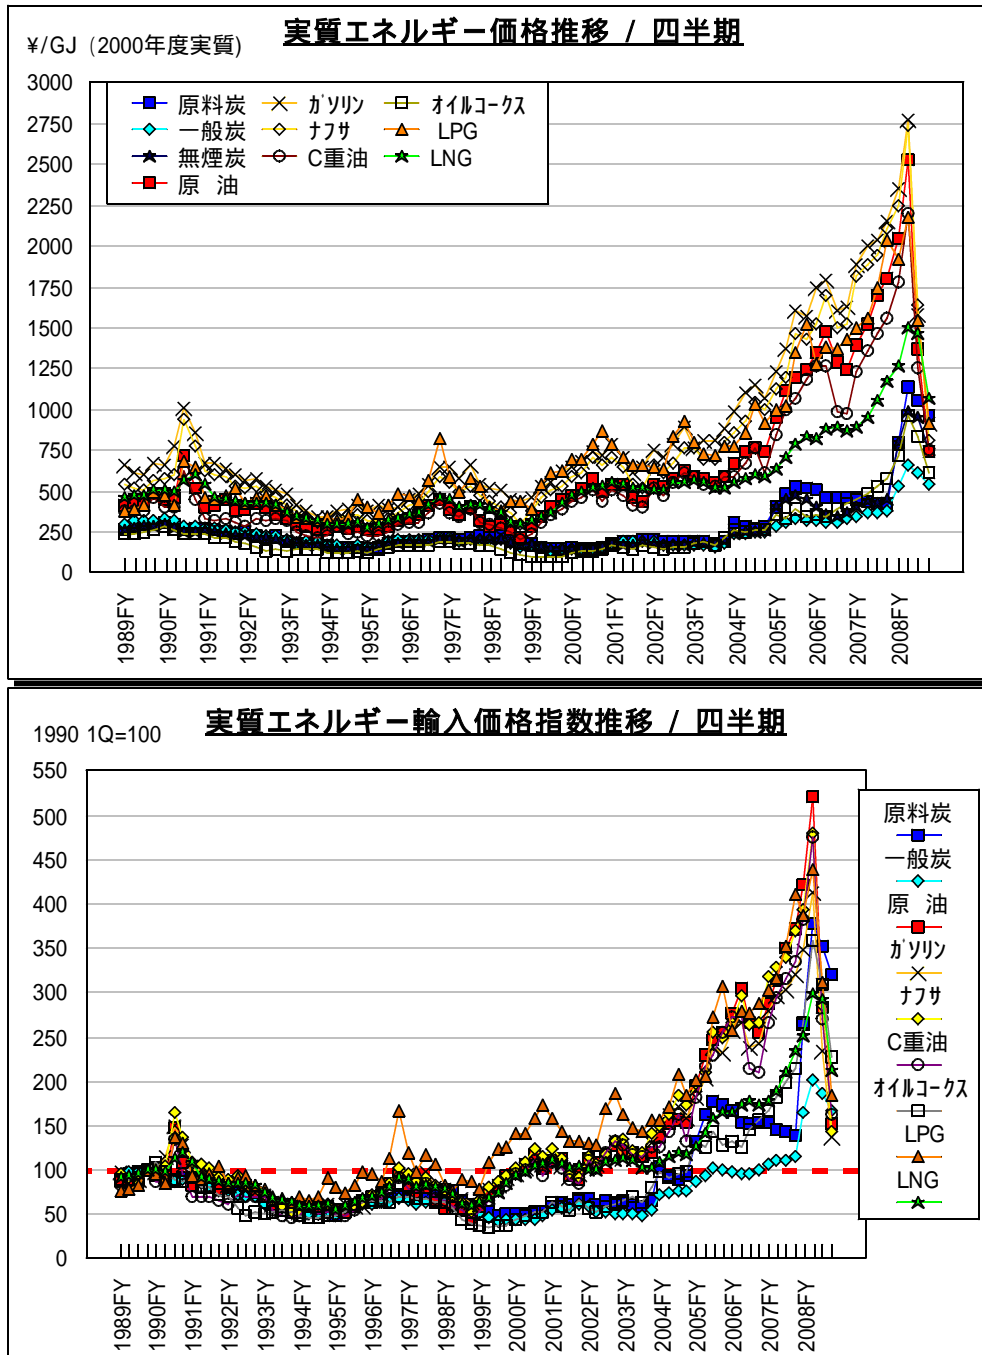 実質エネルギー価格推移 / 四半期
¥/GJ (2000年度実質)
3000
2750
2500
2250
2000
1750
1500
1250
1000
750
500
250
0
原料炭 ガソリン オイルコークス
一般炭 ナフサ LPG
無煙炭 C重油 LNG
原 油
1989FY
1990FY
1991FY
1992FY
1993FY
1994FY
1995FY
1996FY
1997FY
1998FY
1999FY
2000FY
2001FY
2002FY
2003FY
2004FY
2005FY
2006FY
2007FY
2008FY
実質エネルギー輸入価格指数推移 / 四半期
1990 1Q=100
550
500
450
400
350
300
250
200
150
100
50
0
原料炭
一般炭
原 油
ガソリン
ナフサ
C重油
オイルコークス
LPG
LNG
1989FY
1990FY
1991FY
1992FY
1993FY
1994FY
1995FY
1996FY
1997FY
1998FY
1999FY
2000FY
2001FY
2002FY
2003FY
2004FY
2005FY
2006FY
2007FY
2008FY